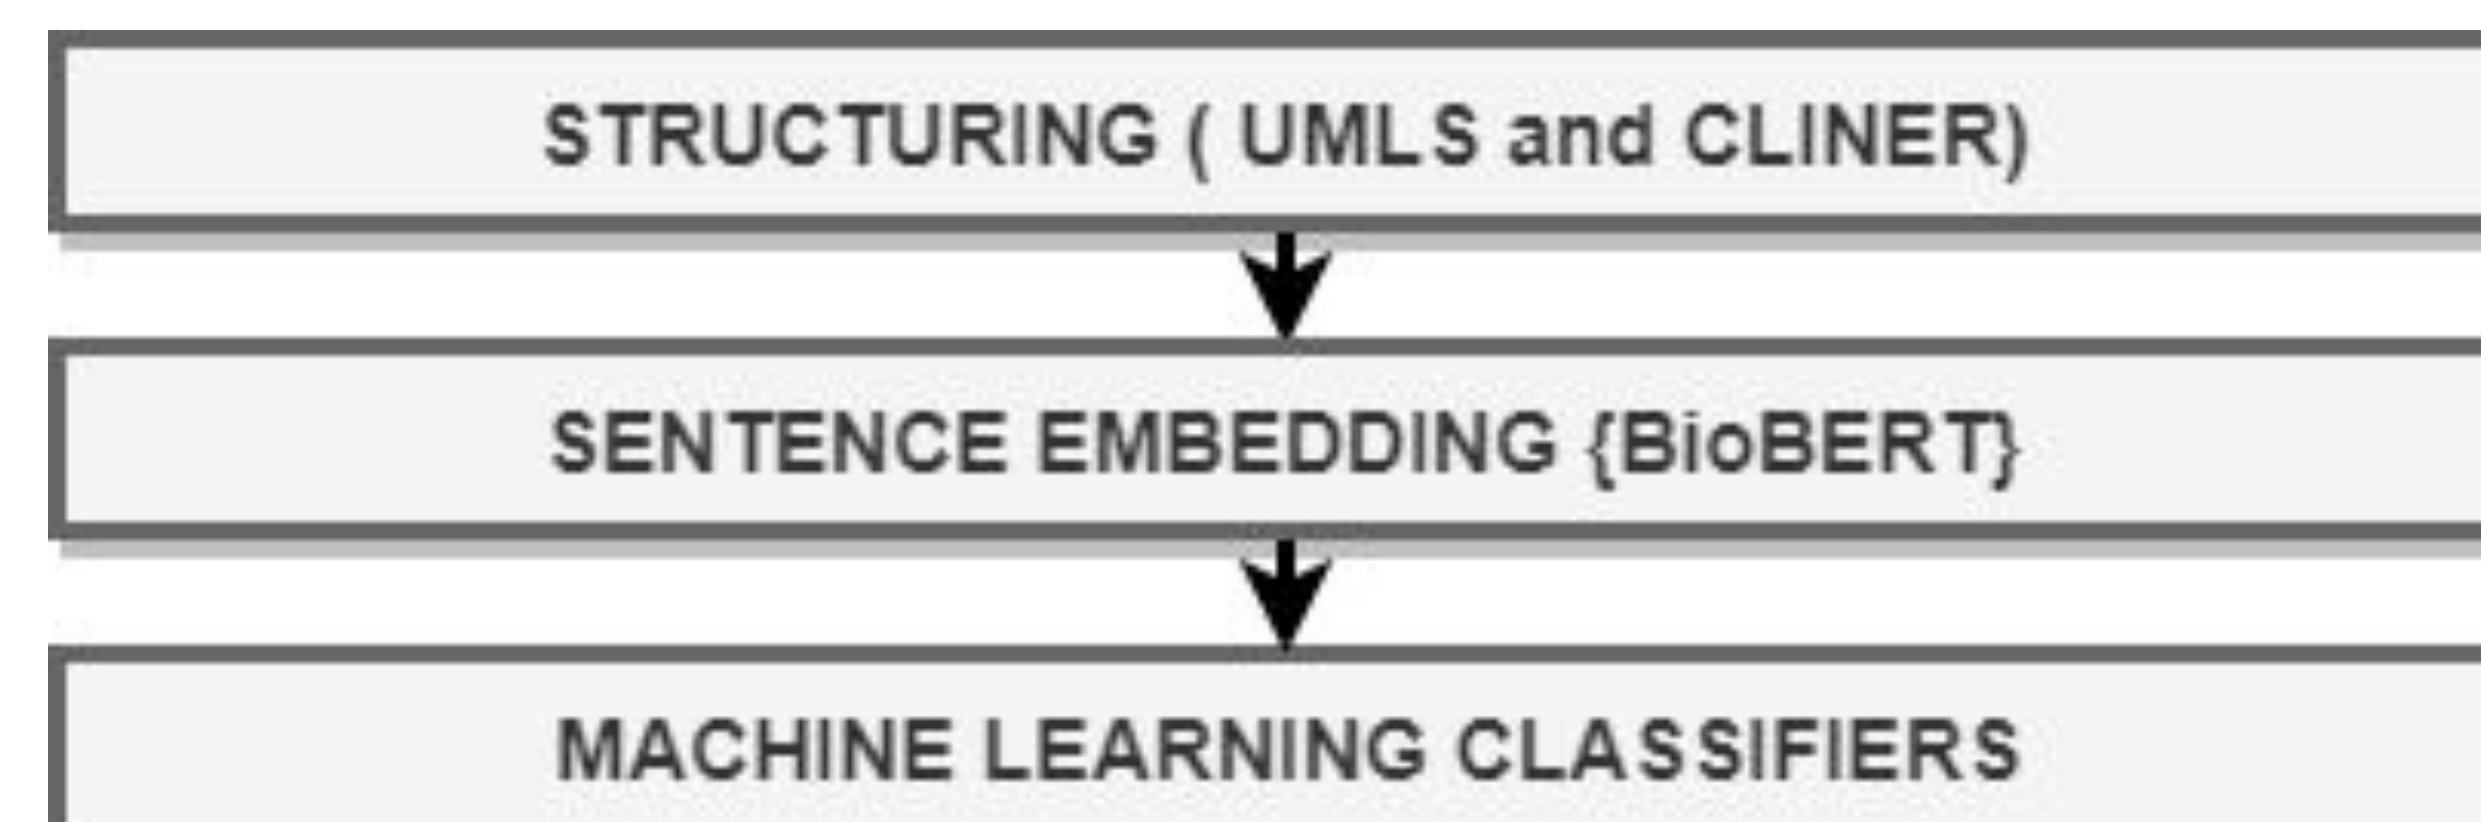 STRUCTURING ( UMLS and CLINER)
SENTENCE EMBEDDING {BioBERT}
MACHINE LEARNING CLASSIFIERS